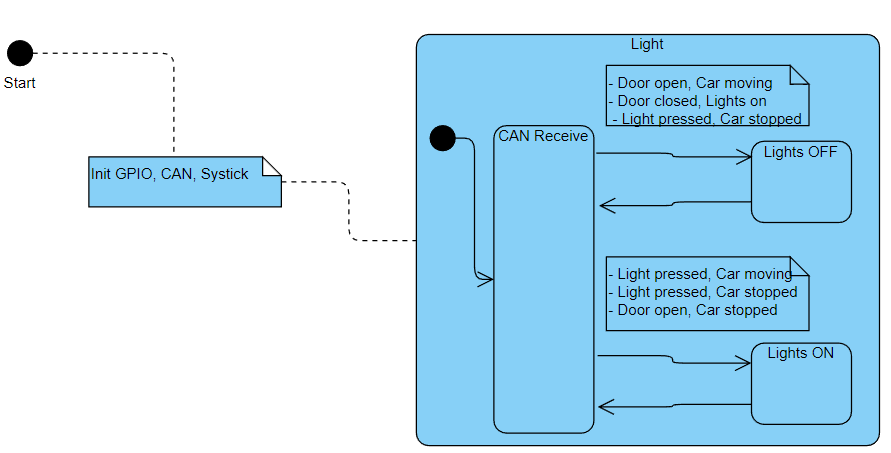 Start
Init GPIO, CAN, Systick
Light
- Door open, Car moving
- Door closed, Lights on
- Light pressed, Car stopped
CAN Receive
Lights OFF
- Light pressed, Car moving
- Light pressed, Car stopped
- Door open, Car stopped
Lights ON